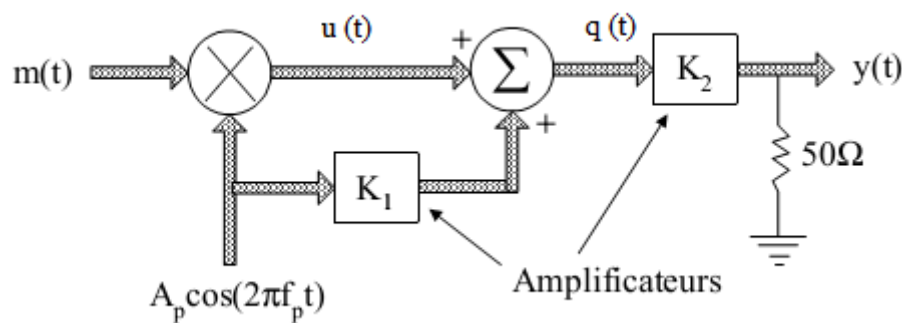 u (t)
q (t)
+
m(t)
Σ
K₂
y(t)
+
50Ω
K₁
Amplificateurs
Aₚcos(2πfₚt)